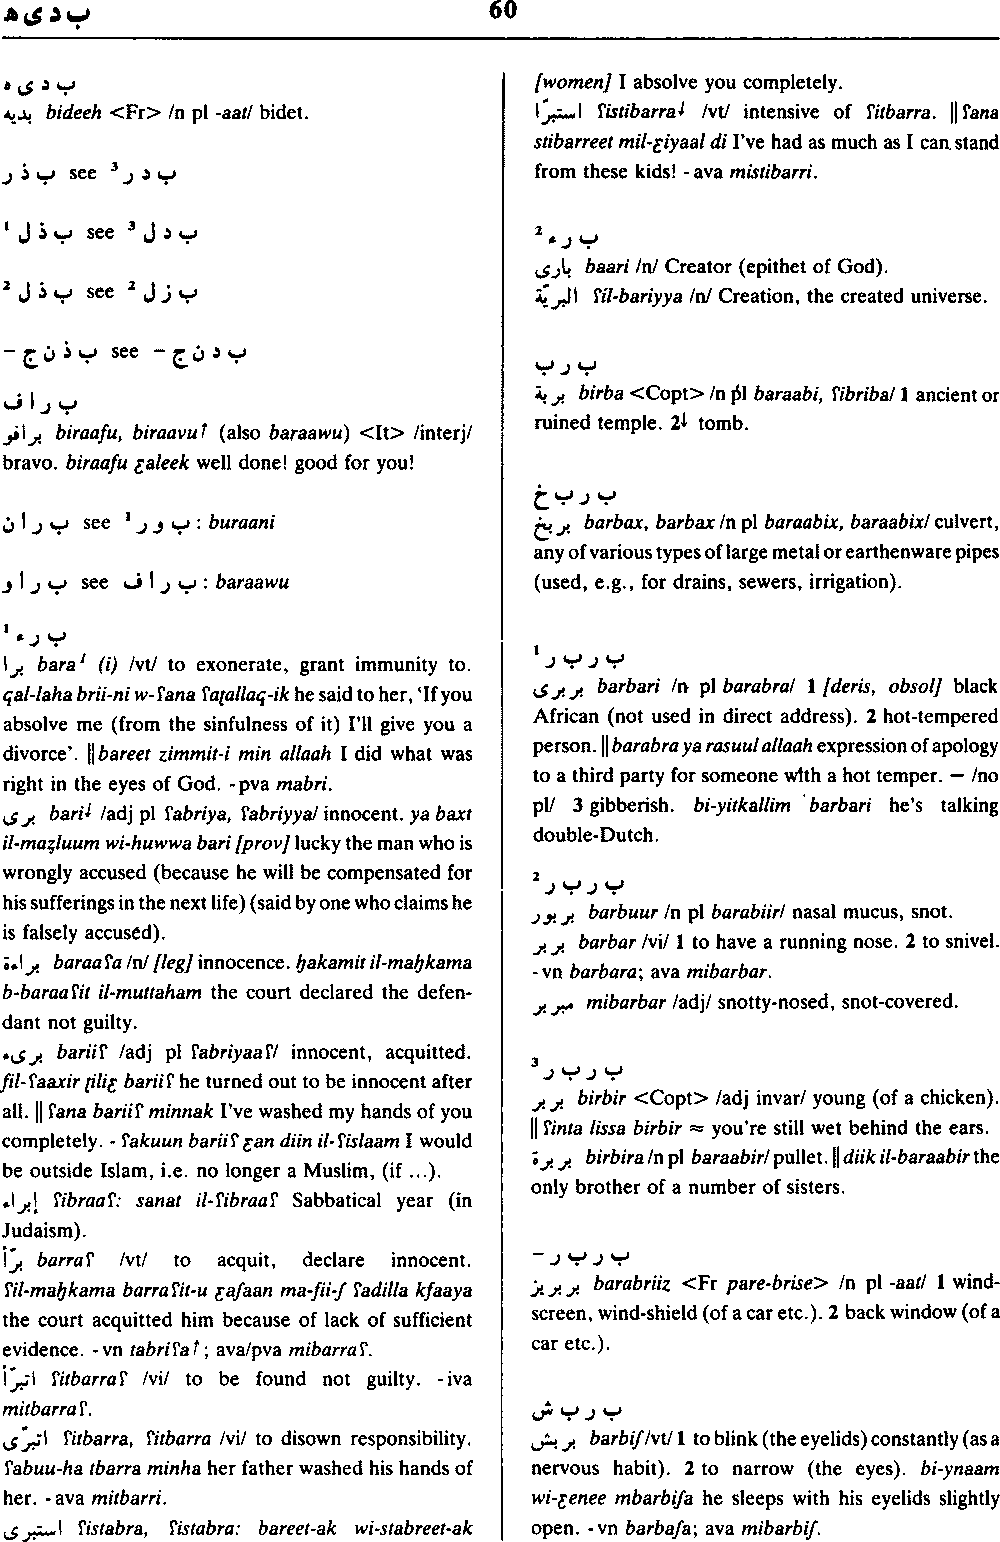 ب د ی ه
60
ب د ی ه
بديه bideeh <Fr> /n pl -aat/ bidet.
ب ذ ر see ³ب د ر
¹ب ذ ل see ³ب د ل
²ب ذ ل see ²ب ز ل
ب ذ ن ج – see ب د ن ج –
ب ر ا ف
برافو biraafu, biraavu↑ (also baraawu) <It> /interj/
bravo. biraafu ȝaleek well done! good for you!
ب ر ا ن see ¹ب و ر : buraani
ب ر ا و see ب ر ا ف : baraawu
¹ب ر ء
برا bara¹ (i) /vt/ to exonerate, grant immunity to.
qal-laha brii-ni w-ʕana ʕaṭallaq-ik he said to her, 'If you
absolve me (from the sinfulness of it) I'll give you a
divorce'. ‖ bareet zimmit-i min allaah I did what was
right in the eyes of God. -pva mabri.
برى bari↓ /adj pl ʕabriya, ʕabriyya/ innocent. ya baxt
il-maẓluum wi-huwwa bari [prov] lucky the man who is
wrongly accused (because he will be compensated for
his sufferings in the next life) (said by one who claims he
is falsely accused).
براءة baraaʕa /n/ [leg] innocence. ḥakamit il-maḥkama
b-baraaʕit il-muttaham the court declared the defen-
dant not guilty.
برىء bariiʕ /adj pl ʕabriyaaʕ/ innocent, acquitted.
fil-ʕaaxir ṭiliȝ bariiʕ he turned out to be innocent after
all. ‖ ʕana bariiʕ minnak I've washed my hands of you
completely. - ʕakuun bariiʕ ȝan diin il-ʕislaam I would
be outside Islam, i.e. no longer a Muslim, (if ...).
إبراء ʕibraaʕ: sanat il-ʕibraaʕ Sabbatical year (in
Judaism).
برّأ barraʕ /vt/ to acquit, declare innocent.
ʕil-maḥkama barraʕit-u ȝaʃaan ma-fii-ʃ ʕadilla kfaaya
the court acquitted him because of lack of sufficient
evidence. -vn tabriʕa↑; ava/pva mibarraʕ.
اتبرّأ ʕitbarraʕ /vi/ to be found not guilty. -iva
mitbarraʕ.
اتبرّى ʕitbarra, ʕitbarra /vi/ to disown responsibility.
ʕabuu-ha tbarra minha her father washed his hands of
her. -ava mitbarri.
استبرى ʕistabra, ʕistabra: bareet-ak wi-stabreet-ak
[women] I absolve you completely.
استبرّا ʕistibarra↓ /vt/ intensive of ʕitbarra. ‖ ʕana
stibarreet mil-ȝiyaal di I've had as much as I can stand
from these kids! -ava mistibarri.
²ب ر ء
بارى baari /n/ Creator (epithet of God).
البريّة ʕil-bariyya /n/ Creation, the created universe.
ب ر ب
بربة birba <Copt> /n pl baraabi, ʕibriba/ 1 ancient or
ruined temple. 2↓ tomb.
ب ر ب خ
بربخ barbax, barbax /n pl baraabix, baraabix/ culvert,
any of various types of large metal or earthenware pipes
(used, e.g., for drains, sewers, irrigation).
¹ب ر ب ر
بربرى barbari /n pl barabra/ 1 [deris, obsol] black
African (not used in direct address). 2 hot-tempered
person. ‖ barabra ya rasuul allaah expression of apology
to a third party for someone with a hot temper. — /no
pl/ 3 gibberish. bi-yitkallim barbari he's talking
double-Dutch.
²ب ر ب ر
بربور barbuur /n pl barabiir/ nasal mucus, snot.
بربر barbar /vi/ 1 to have a running nose. 2 to snivel.
-vn barbara; ava mibarbar.
مبربر mibarbar /adj/ snotty-nosed, snot-covered.
³ب ر ب ر
بربر birbir <Copt> /adj invar/ young (of a chicken).
‖ ʕinta lissa birbir ≈ you're still wet behind the ears.
بربرة birbira /n pl baraabir/ pullet. ‖ diik il-baraabir the
only brother of a number of sisters.
ب ر ب ر –
بربريز barabriiz <Fr pare-brise> /n pl -aat/ 1 wind-
screen, wind-shield (of a car etc.). 2 back window (of a
car etc.).
ب ر ب ش
بربش barbiʃ /vt/ 1 to blink (the eyelids) constantly (as a
nervous habit). 2 to narrow (the eyes). bi-ynaam
wi-ȝenee mbarbiʃa he sleeps with his eyelids slightly
open. -vn barbaʃa; ava mibarbiʃ.